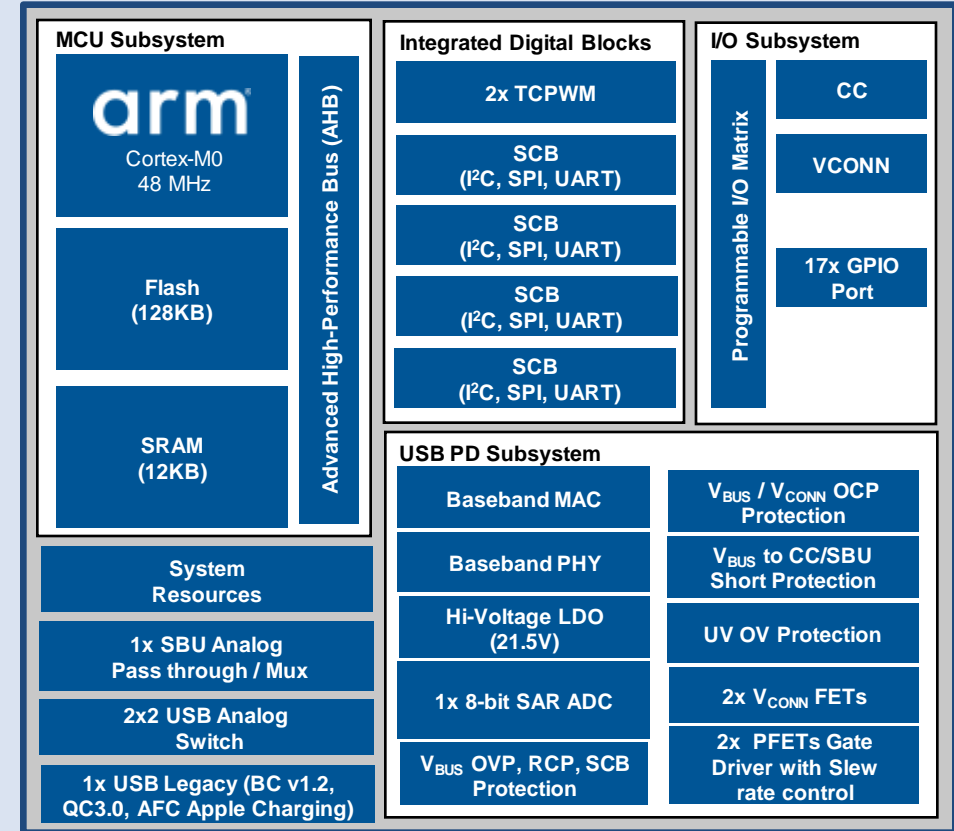 MCU Subsystem
arm
Cortex-M0
48 MHz
Flash
(128KB)
SRAM
(12KB)
Advanced High-Performance Bus (AHB)
System
Resources
1x SBU Analog
Pass through / Mux
2x2 USB Analog
Switch
1x USB Legacy (BC v1.2,
QC3.0, AFC Apple Charging)
Integrated Digital Blocks
2x TCPWM
SCB
(I²C, SPI, UART)
SCB
(I²C, SPI, UART)
SCB
(I²C, SPI, UART)
SCB
(I²C, SPI, UART)
I/O Subsystem
Programmable I/O Matrix
CC
VCONN
17x GPIO
Port
USB PD Subsystem
Baseband MAC
Baseband PHY
Hi-Voltage LDO
(21.5V)
1x 8-bit SAR ADC
VBUS OVP, RCP, SCB
Protection
VBUS / VCONN OCP
Protection
VBUS to CC/SBU
Short Protection
UV OV Protection
2x VCONN FETs
2x PFETs Gate
Driver with Slew
rate control